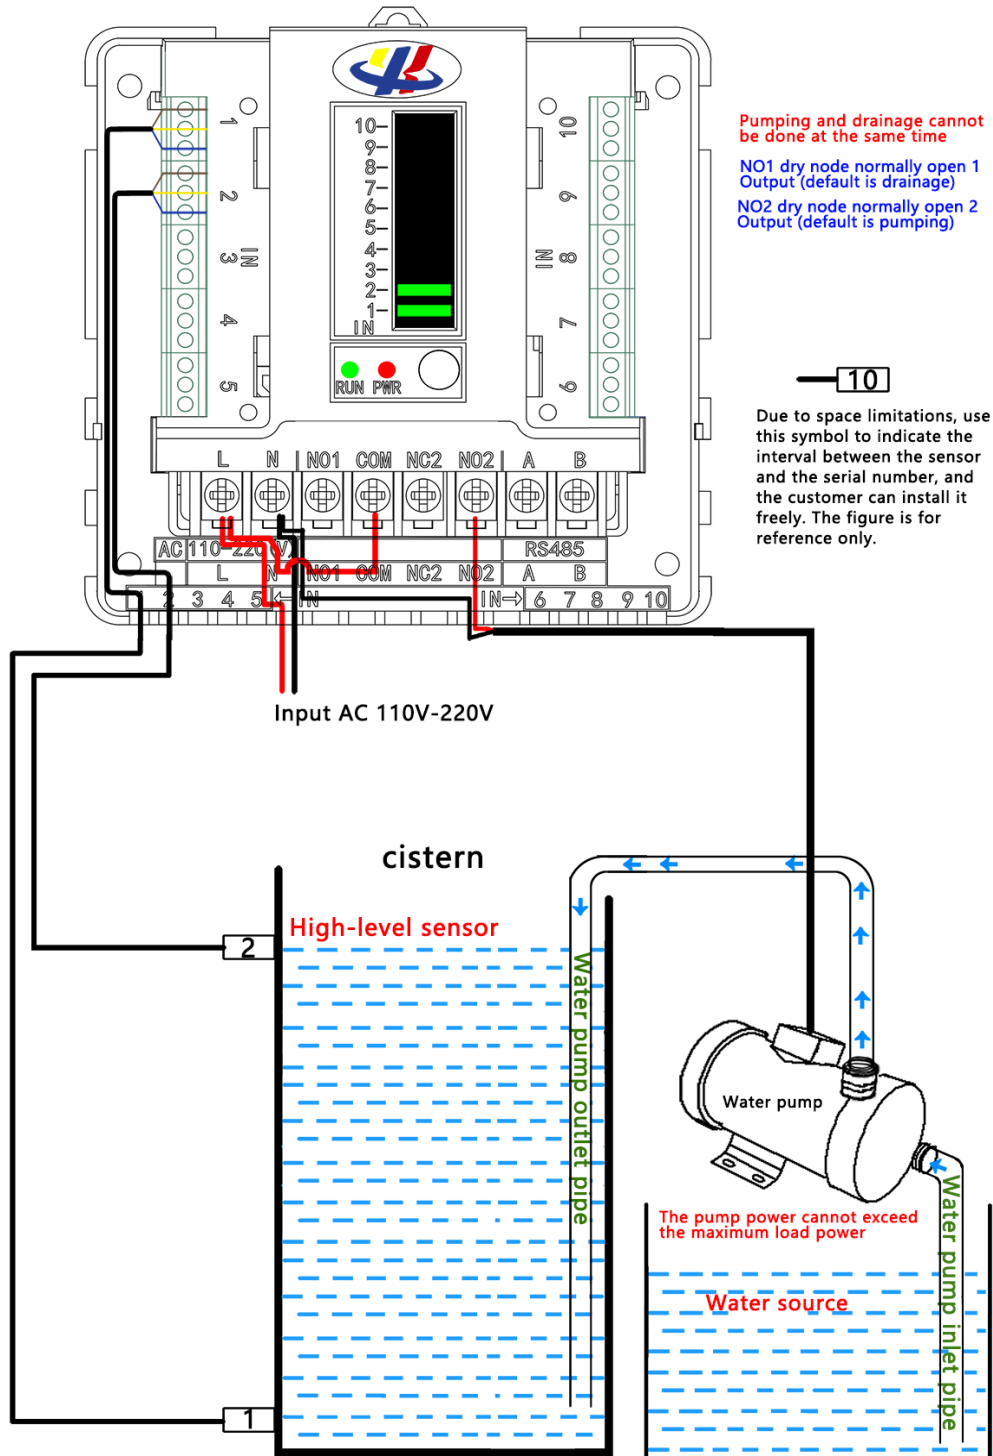 10
9
8
7
6
5
4
3
2
1
IN
RUN PWR
1
2
3
4
5
IN
10
9
8
7
6
IN
Pumping and drainage cannot
be done at the same time
NO1 dry node normally open 1
Output (default is drainage)
NO2 dry node normally open 2
Output (default is pumping)
10
Due to space limitations, use
this symbol to indicate the
interval between the sensor
and the serial number, and
the customer can install it
freely. The figure is for
reference only.
L N NO1 COM NC2 NO2 A B
AC 110-220(V) RS485
L N NO1 COM NC2 NO2 A B
1 2 3 4 5 ←IN IN→ 6 7 8 9 10
Input AC 110V-220V
cistern
High-level sensor
2
Water pump outlet pipe
Water pump
The pump power cannot exceed
the maximum load power
Water source
Water pump inlet pipe
1